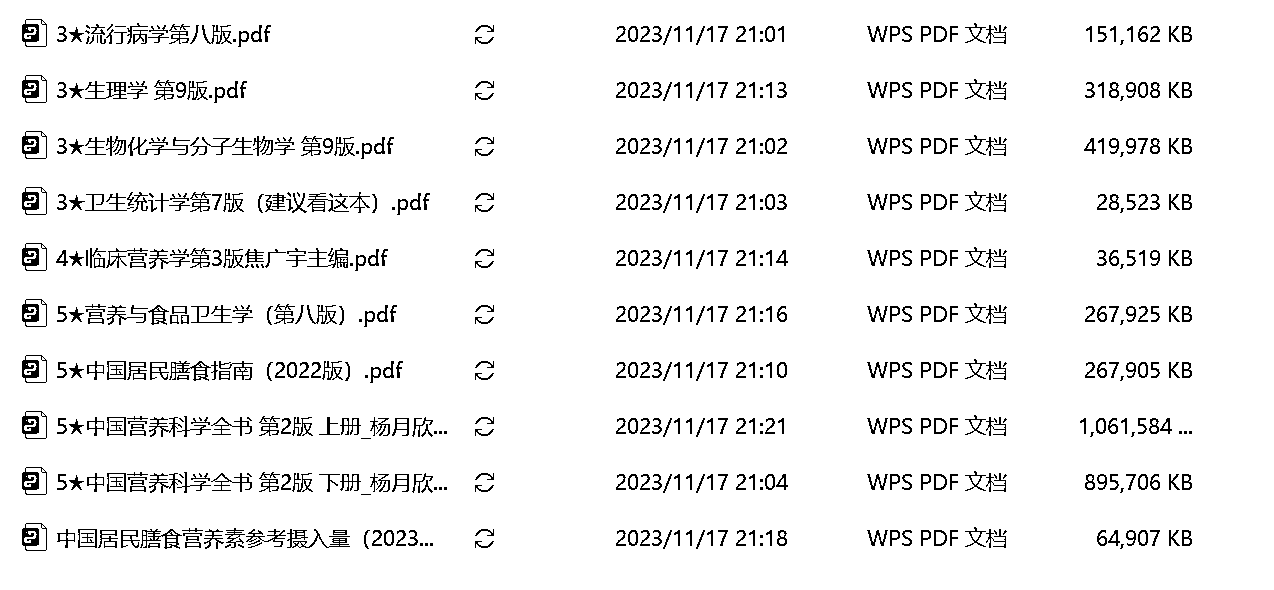 3★流行病学第八版.pdf 2023/11/17 21:01 WPS PDF 文档 151,162 KB
3★生理学 第9版.pdf 2023/11/17 21:13 WPS PDF 文档 318,908 KB
3★生物化学与分子生物学 第9版.pdf 2023/11/17 21:02 WPS PDF 文档 419,978 KB
3★卫生统计学第7版（建议看这本）.pdf 2023/11/17 21:03 WPS PDF 文档 28,523 KB
4★临床营养学第3版焦广宇主编.pdf 2023/11/17 21:14 WPS PDF 文档 36,519 KB
5★营养与食品卫生学（第八版）.pdf 2023/11/17 21:16 WPS PDF 文档 267,925 KB
5★中国居民膳食指南（2022版）.pdf 2023/11/17 21:10 WPS PDF 文档 267,905 KB
5★中国营养科学全书 第2版 上册_杨月欣... 2023/11/17 21:21 WPS PDF 文档 1,061,584 ...
5★中国营养科学全书 第2版 下册_杨月欣... 2023/11/17 21:04 WPS PDF 文档 895,706 KB
中国居民膳食营养素参考摄入量（2023... 2023/11/17 21:18 WPS PDF 文档 64,907 KB